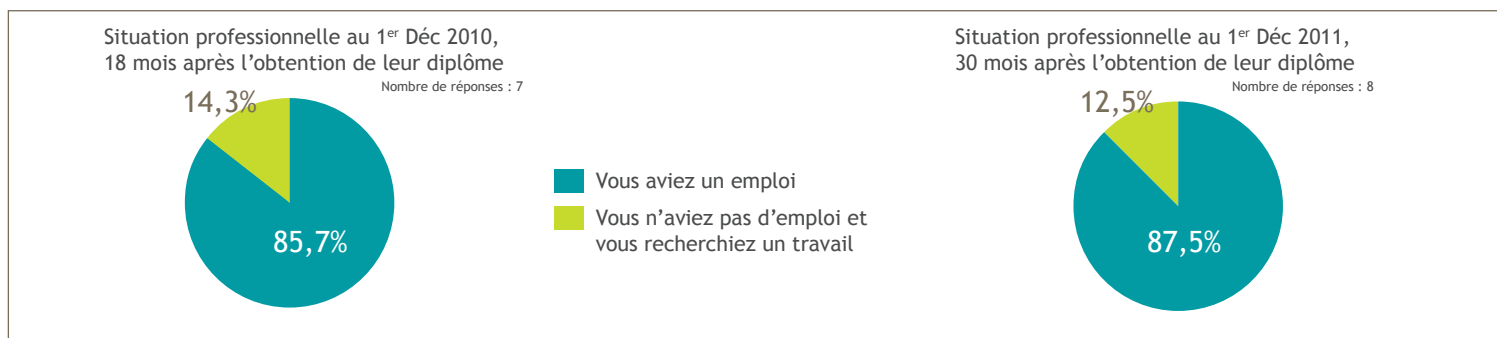 Situation professionnelle au 1er Déc 2010,
18 mois après l'obtention de leur diplôme
Nombre de réponses : 7
14,3%
85,7%
Vous aviez un emploi
Vous n'aviez pas d'emploi et
vous recherchiez un travail
Situation professionnelle au 1er Déc 2011,
30 mois après l'obtention de leur diplôme
Nombre de réponses : 8
12,5%
87,5%